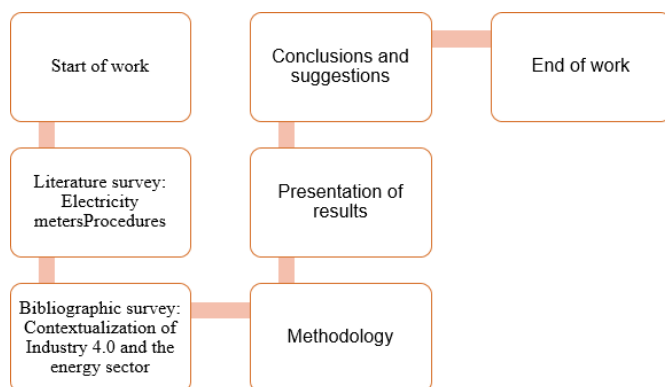 Start of work
Literature survey:
Electricity
metersProcedures
Bibliographic survey:
Contextualization of
Industry 4.0 and the
energy sector
Methodology
Presentation of
results
Conclusions and
suggestions
End of work